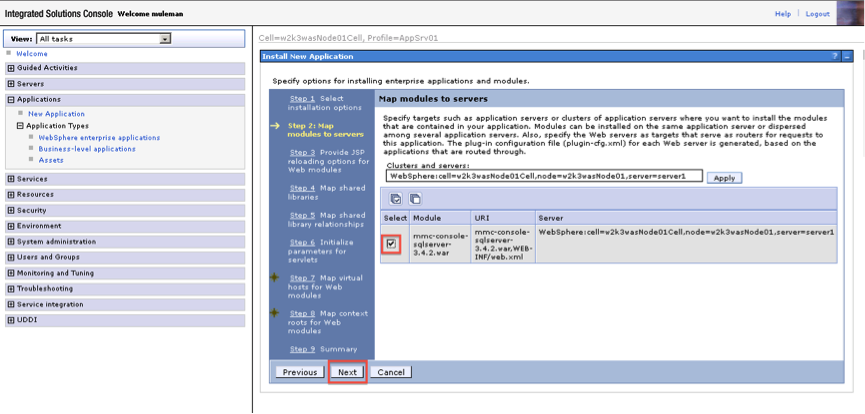 Integrated Solutions Console Welcome muleman
Help Logout
View: All tasks
Welcome
Guided Activities
Servers
Applications
New Application
Application Types
WebSphere enterprise applications
Business-level applications
Assets
Services
Resources
Security
Environment
System administration
Users and Groups
Monitoring and Tuning
Troubleshooting
Service integration
UDDI
Cell=w2k3wasNode01Cell, Profile=AppSrv01
Install New Application ? –
Specify options for installing enterprise applications and modules.
Step 1 Select
installation options
Step 2: Map
modules to servers
Step 3 Provide JSP
reloading options for
Web modules
Step 4 Map shared
libraries
Step 5 Map shared
library relationships
Step 6 Initialise
parameters for
servlets
Step 7 Map virtual
hosts for Web
modules
Step 8 Map context
roots for Web
modules
Step 9 Summary
Map modules to servers
Specify targets such as application servers or clusters of application servers where you want to install the modules
that are contained in your application. Modules can be installed on the same application server or dispersed
among several application servers. Also, specify the Web servers as targets that serve as routers for requests to
this application. The plug-in configuration file (plugin-cfg.xml) for each Web server is generated, based on the
applications that are routed through.
Clusters and servers:
WebSphere:cell=w2k3wasNode01Cell,node=w2k3wasNode01,server=server1 Apply
Select Module URI Server
mmc-console-
sqlserver-
3.4.2.war
mmc-console-
sqlserver-
3.4.2.war,WEB-
INF/web.xml
WebSphere:cell=w2k3wasNode01Cell,node=w2k3wasNode01,server=server1
Previous Next Cancel